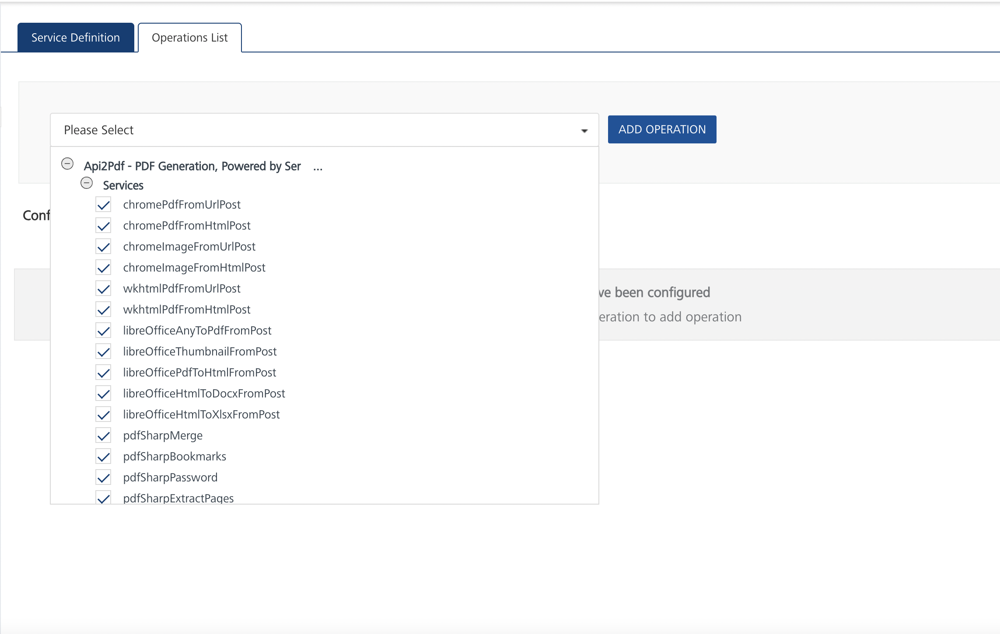 Service Definition
Operations List
Please Select
ADD OPERATION
Api2Pdf - PDF Generation, Powered by Ser ...
Services
chromePdfFromUrlPost
Conf
chromePdfFromHtmlPost
chromeImageFromUrlPost
chromeImageFromHtmlPost
wkhtmlPdfFromUrlPost
ve been configured
wkhtmlPdfFromHtmlPost
eration to add operation
libreOfficeAnyToPdfFromPost
libreOfficeThumbnailFromPost
libreOfficePdfToHtmlFromPost
libreOfficeHtmlToDocxFromPost
libreOfficeHtmlToXlsxFromPost
pdfSharpMerge
pdfSharpBookmarks
pdfSharpPassword
pdfSharpExtractPages